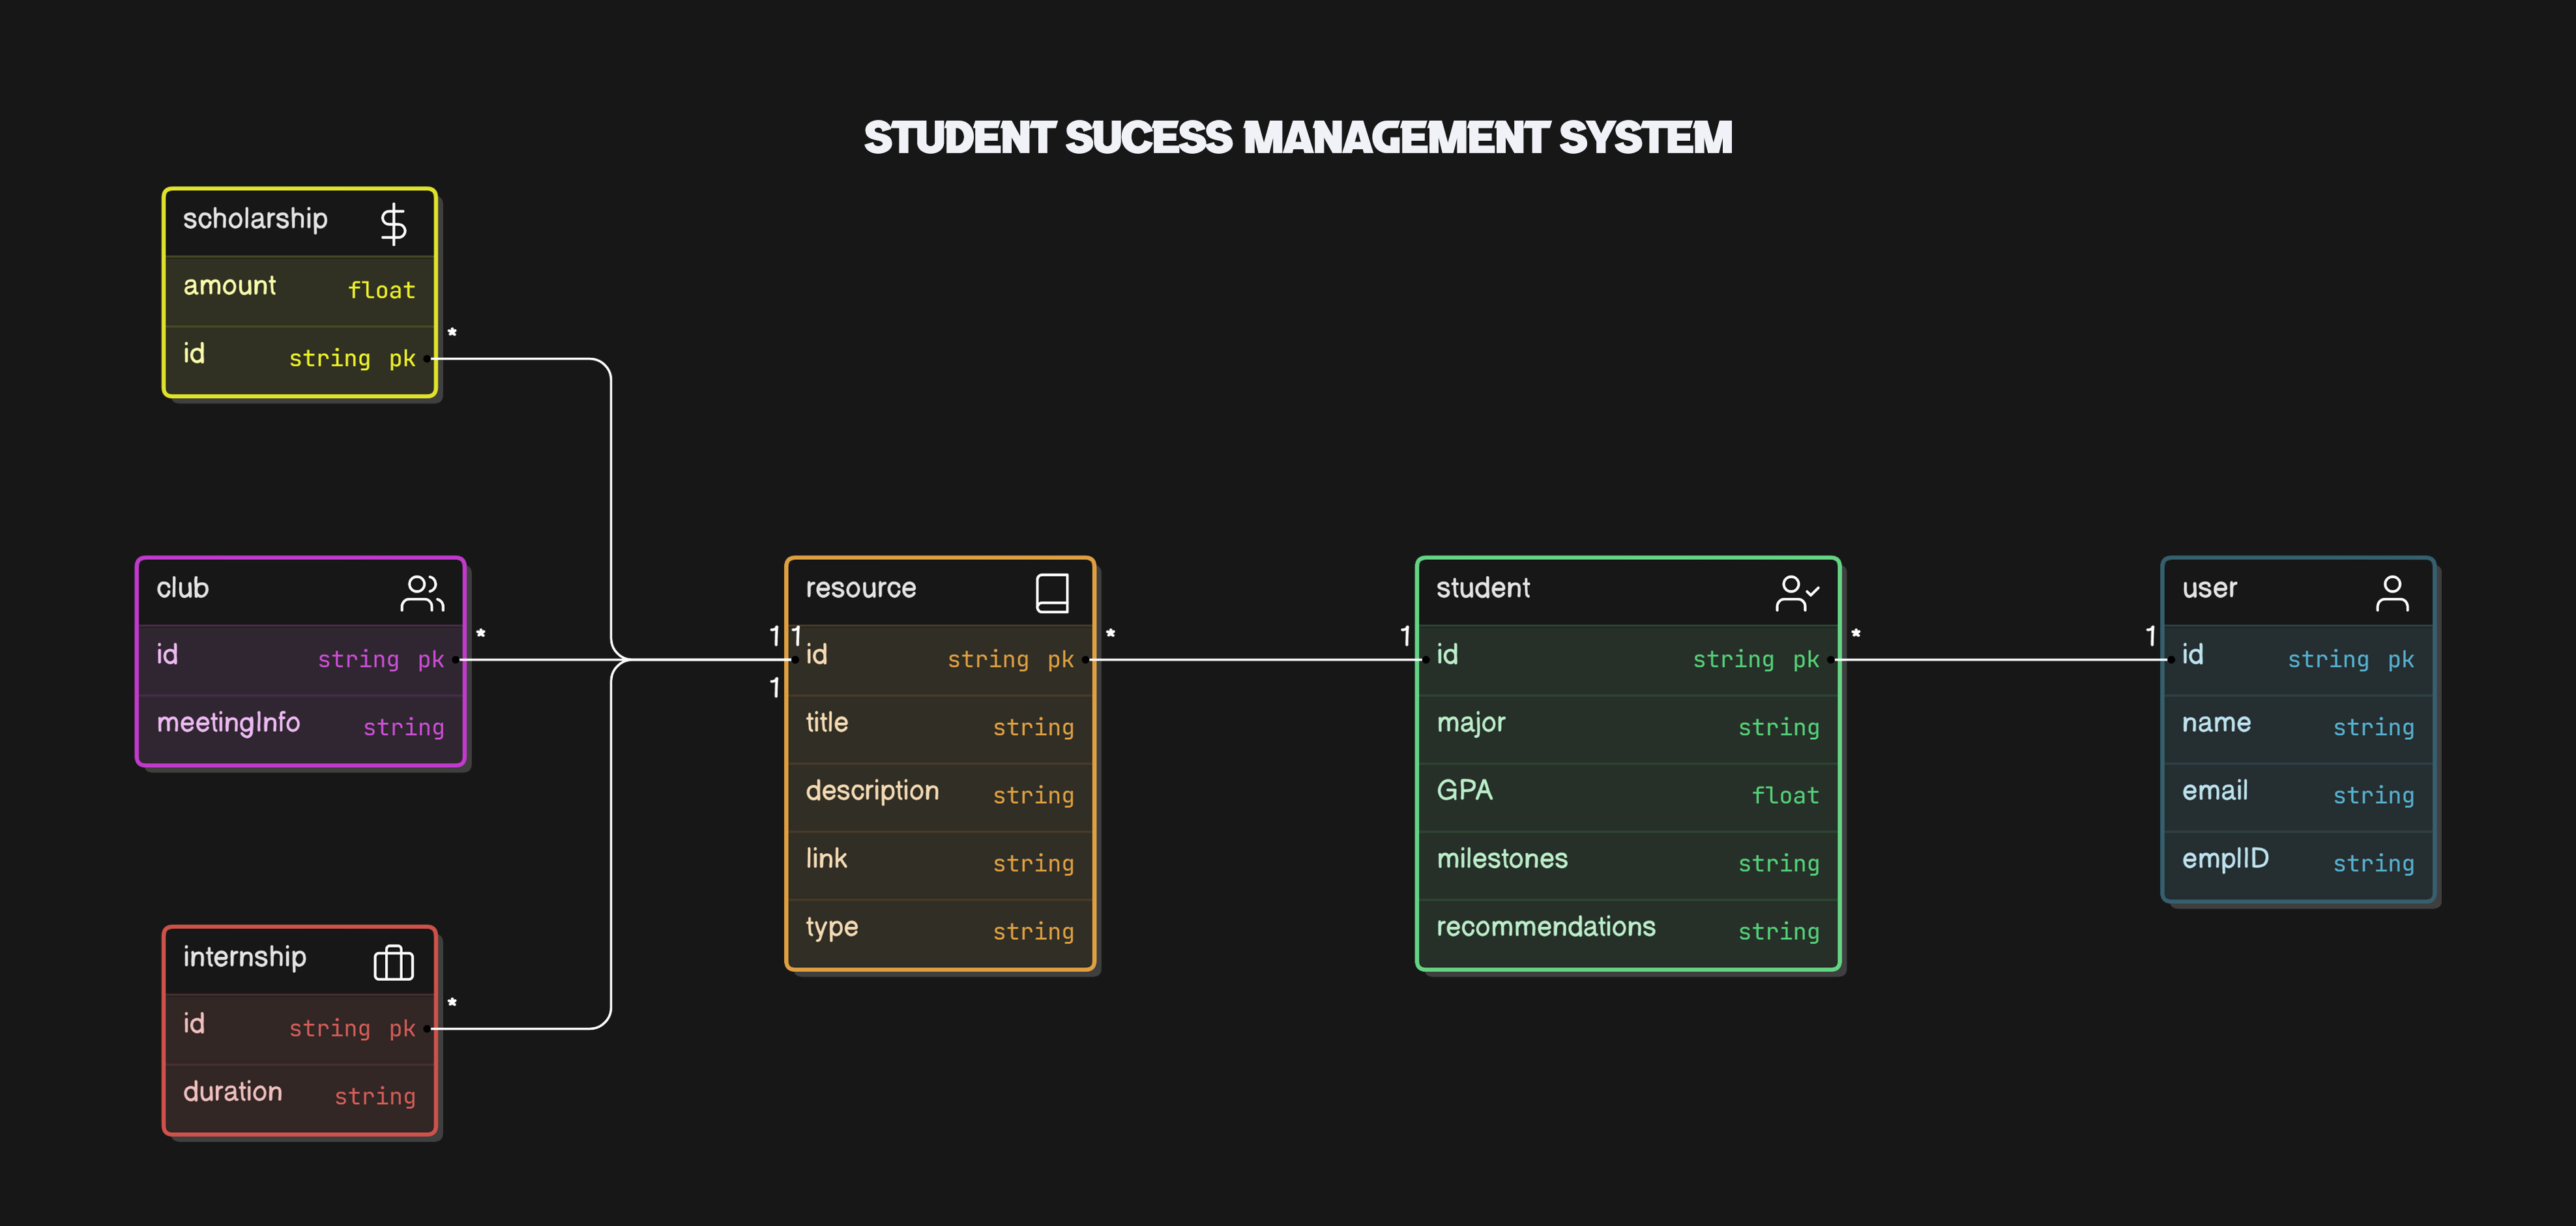 STUDENT SUCESS MANAGEMENT SYSTEM
scholarship $
amount float
id string pk
*
club
id string pk
meetingInfo string
*
internship
id string pk
duration string
*
1 1
1
resource
id string pk
title string
description string
link string
type string
*
1
student
id string pk
major string
GPA float
milestones string
recommendations string
*
1
user
id string pk
name string
email string
emplID string